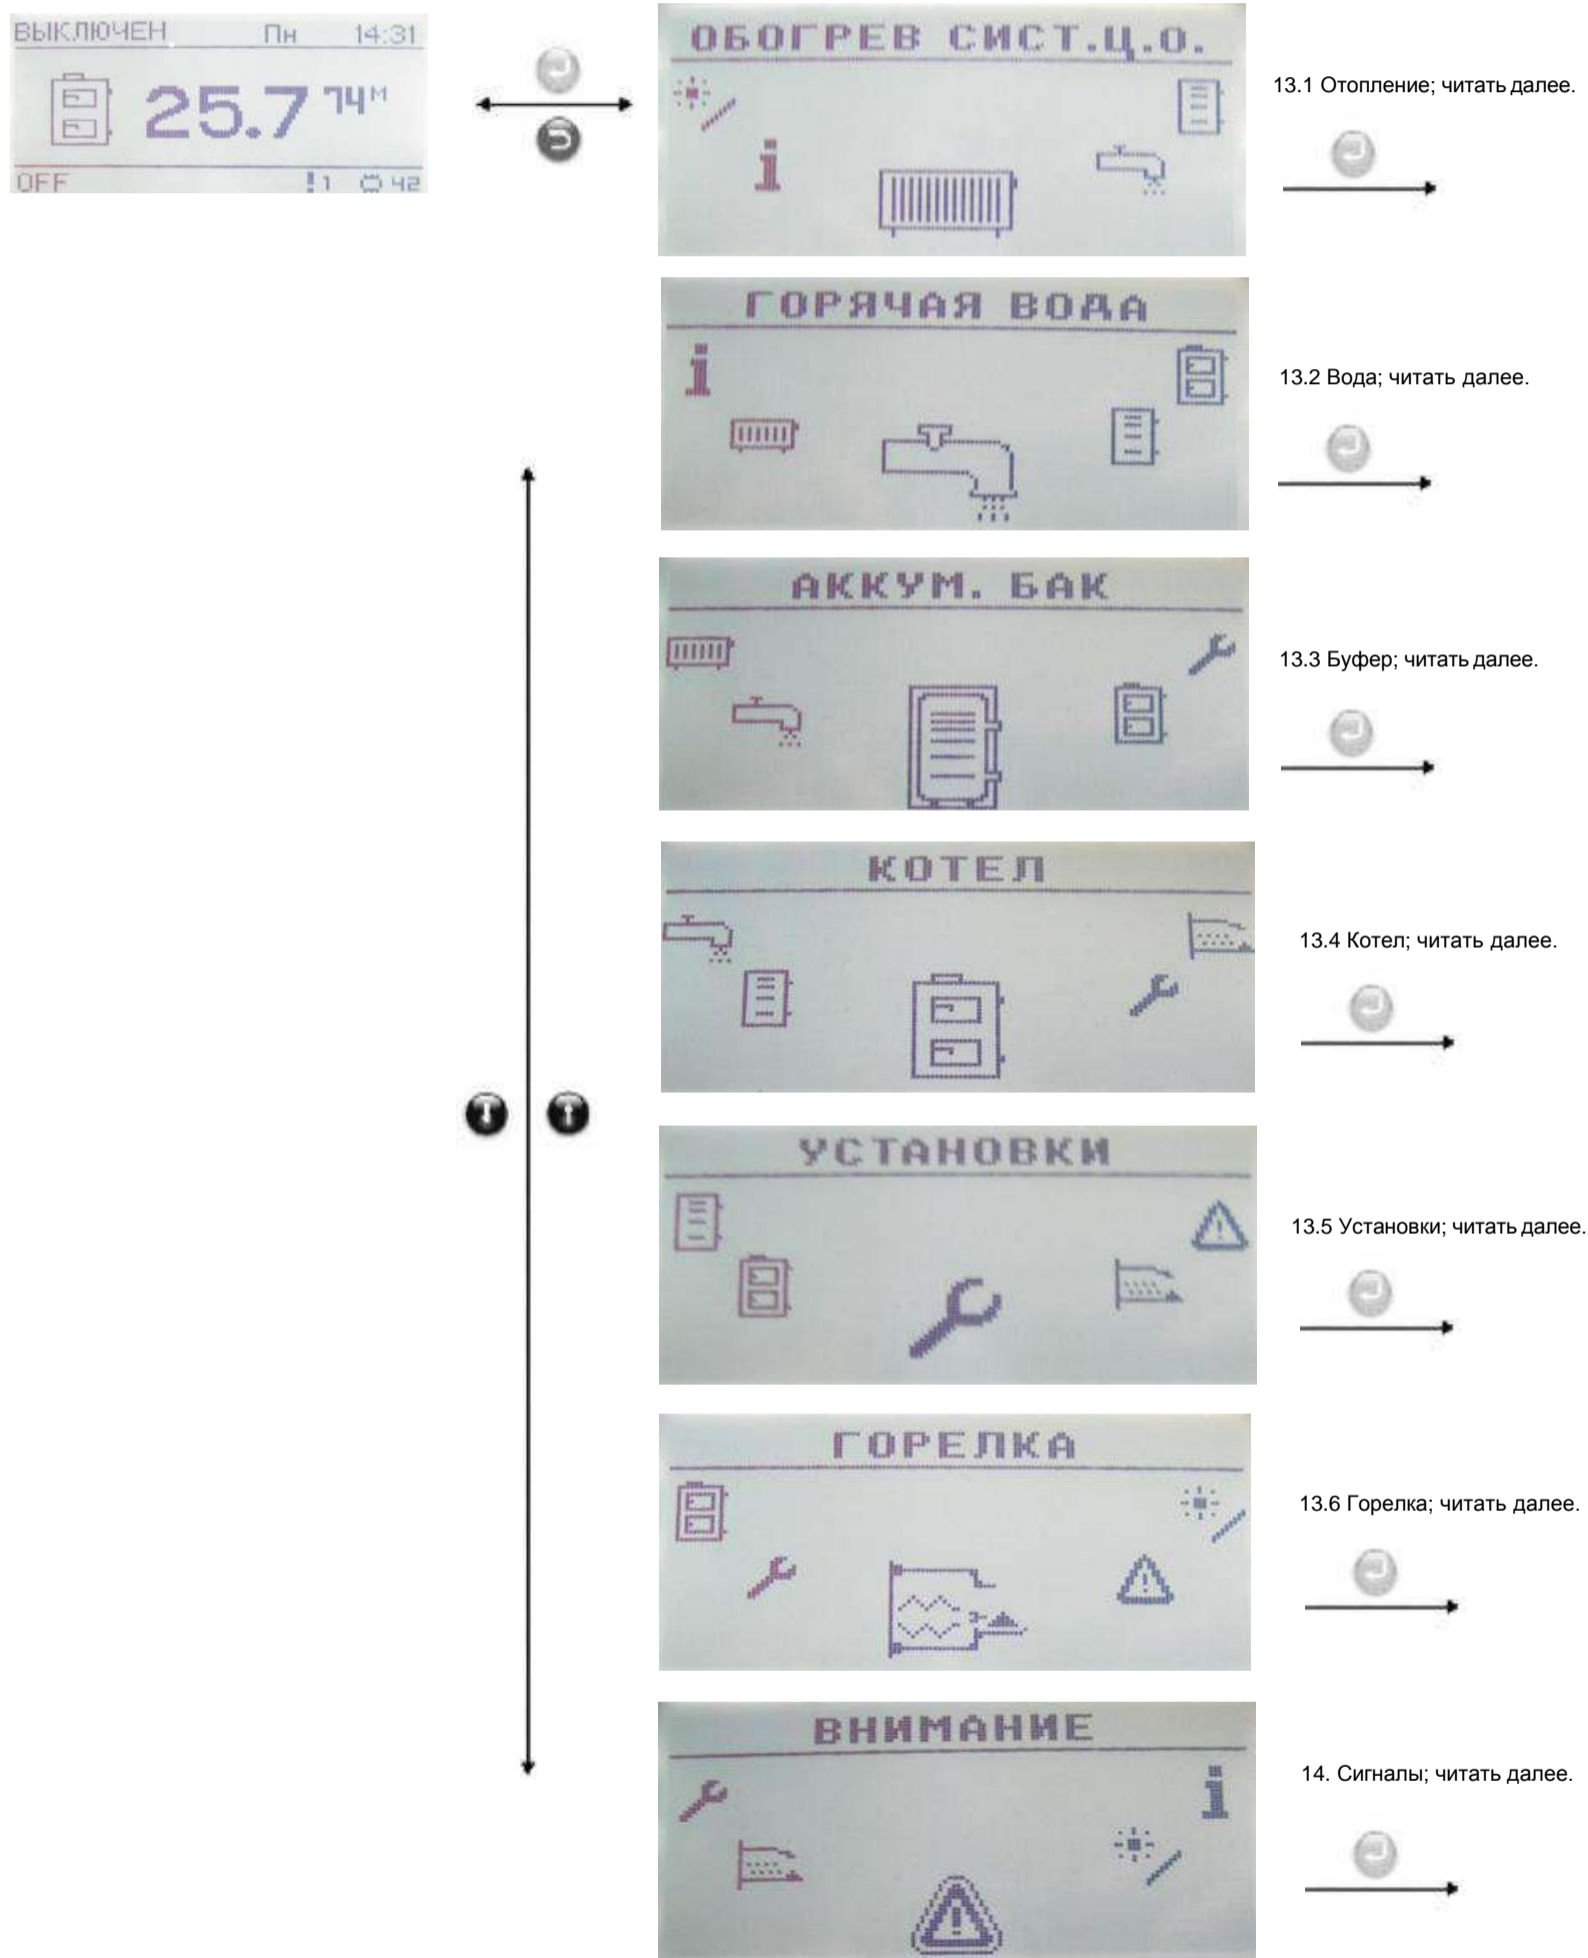 ВЫКЛЮЧЕН Пн 14:31
25.7 74м
OFF !1 42
ОБОГРЕВ СИСТ.Ц.О.
13.1 Отопление; читать далее.
ГОРЯЧАЯ ВОДА
13.2 Вода; читать далее.
АККУМ. БАК
13.3 Буфер; читать далее.
КОТЕЛ
13.4 Котел; читать далее.
УСТАНОВКИ
13.5 Установки; читать далее.
ГОРЕЛКА
13.6 Горелка; читать далее.
ВНИМАНИЕ
14. Сигналы; читать далее.